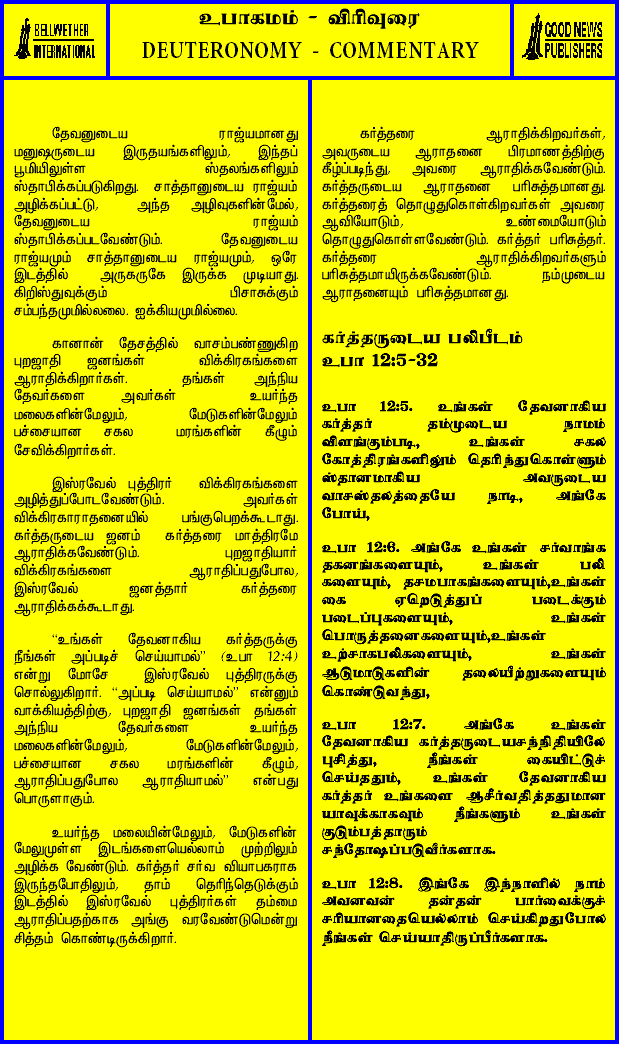 BELLWETHER
INTERNATIONAL
உபாகமம் - விரிவுரை
DEUTERONOMY - COMMENTARY
GOOD NEWS
PUBLISHERS
தேவனுடைய ராஜ்யமானது
மனுஷருடைய இருதயங்களிலும், இந்தப்
பூமியிலுள்ள ஸ்தலங்களிலும்
ஸ்தாபிக்கப்படுகிறது. சாத்தானுடைய ராஜ்யம்
அழிக்கப்பட்டு, அந்த அழிவுகளின்மேல்,
தேவனுடைய ராஜ்யம்
ஸ்தாபிக்கப்படவேண்டும். தேவனுடைய
ராஜ்யமும் சாத்தானுடைய ராஜ்யமும், ஒரே
இடத்தில் அருகருகே இருக்க முடியாது.
கிறிஸ்துவுக்கும் பிசாசுக்கும்
சம்பந்தமுமில்லலை. ஐக்கியமுமில்லை.
கானான் தேசத்தில் வாசம்பண்ணுகிற
புறஜாதி ஜனங்கள் விக்கிரகங்களை
ஆராதிக்கிறார்கள். தங்கள் அந்நிய
தேவர்களை அவர்கள் உயர்ந்த
மலைகளின்மேலும், மேடுகளின்மேலும்
பச்சையான சகல மரங்களின் கீழும்
சேவிக்கிறார்கள்.
இஸ்ரவேல் புத்திரர் விக்கிரகங்களை
அழித்துப்போடவேண்டும். அவர்கள்
விக்கிரகாராதனையில் பங்குபெறக்கூடாது.
கர்த்தருடைய ஜனம் கர்த்தரை மாத்திரமே
ஆராதிக்கவேண்டும். புறஜாதியார்
விக்கிரகங்களை ஆராதிப்பதுபோல,
இஸ்ரவேல் ஜனத்தார் கர்த்தரை
ஆராதிக்கக்கூடாது.
“உங்கள் தேவனாகிய கர்த்தருக்கு
நீங்கள் அப்படிச் செய்யாமல்” (உபா 12:4)
என்று மோசே இஸ்ரவேல் புத்திரருக்கு
சொல்லுகிறார். “அப்படி செய்யாமல்” என்னும்
வாக்கியத்திற்கு, புறஜாதி ஜனங்கள் தங்கள்
அந்நிய தேவர்களை உயர்ந்த
மலைகளின்மேலும், மேடுகளின்மேலும்,
பச்சையான சகல மரங்களின் கீழும்,
ஆராதிப்பதுபோல ஆராதியாமல்” என்பது
பொருளாகும்.
உயர்ந்த மலையின்மேலும், மேடுகளின்
மேலுமுள்ள இடங்களையெல்லாம் முற்றிலும்
அழிக்க வேண்டும். கர்த்தர் சர்வ வியாபகராக
இருந்தபோதிலும், தாம் தெரிந்தெடுக்கும்
இடத்தில் இஸ்ரவேல் புத்திரர்கள் தம்மை
ஆராதிப்பதற்காக அங்கு வரவேண்டுமென்று
சித்தம் கொண்டிருக்கிறார்.
கர்த்தரை ஆராதிக்கிறவர்கள்,
அவருடைய ஆராதனை பிரமாணத்திற்கு
கீழ்ப்படிந்து, அவரை ஆராதிக்கவேண்டும்.
கர்த்தருடைய ஆராதனை பரிசுத்தமானது.
கர்த்தரைத் தொழுதுகொள்கிறவர்கள் அவரை
ஆவியோடும், உண்மையோடும்
தொழுதுகொள்ளவேண்டும். கர்த்தர் பரிசுத்தர்.
கர்த்தரை ஆராதிக்கிறவர்களும்
பரிசுத்தமாயிருக்கவேண்டும். நம்முடைய
ஆராதனையும் பரிசுத்தமானது.
கர்த்தருடைய பலிபீடம்
உபா 12:5-32
உபா 12:5. உங்கள் தேவனாகிய
கர்த்தர் தம்முடைய நாமம்
விளங்கும்படி, உங்கள் சகல
கோத்திரங்களிலும் தெரிந்துகொள்ளும்
ஸ்தானமாகிய அவருடைய
வாசஸ்தலத்தையே நாடி, அங்கே
போய்,
உபா 12:6. அங்கே உங்கள் சர்வாங்க
தகனங்களையும், உங்கள் பலி
களையும், தசமபாகங்களையும்,உங்கள்
கை ஏறெடுத்துப் படைக்கும்
படைப்புகளையும், உங்கள்
பொருத்தனைகளையும்,உங்கள்
உற்சாகபலிகளையும், உங்கள்
ஆடுமாடுகளின் தலையீற்றுகளையும்
கொண்டுவந்து,
உபா 12:7. அங்கே உங்கள்
தேவனாகிய கர்த்தருடையசந்நிதியிலே
புசித்து, நீங்கள் கையிட்டுச்
செய்ததும், உங்கள் தேவனாகிய
கர்த்தர் உங்களை ஆசீர்வதித்ததுமான
யாவுக்காகவும் நீங்களும் உங்கள்
குடும்பத்தாரும்
சந்தோஷப்படுவீர்களாக.
உபா 12:8. இங்கே இந்நாளில் நாம்
அவனவன் தன்தன் பார்வைக்குச்
சரியானதையெல்லாம் செய்கிறதுபோல
நீங்கள் செய்யாதிருப்பீர்களாக.